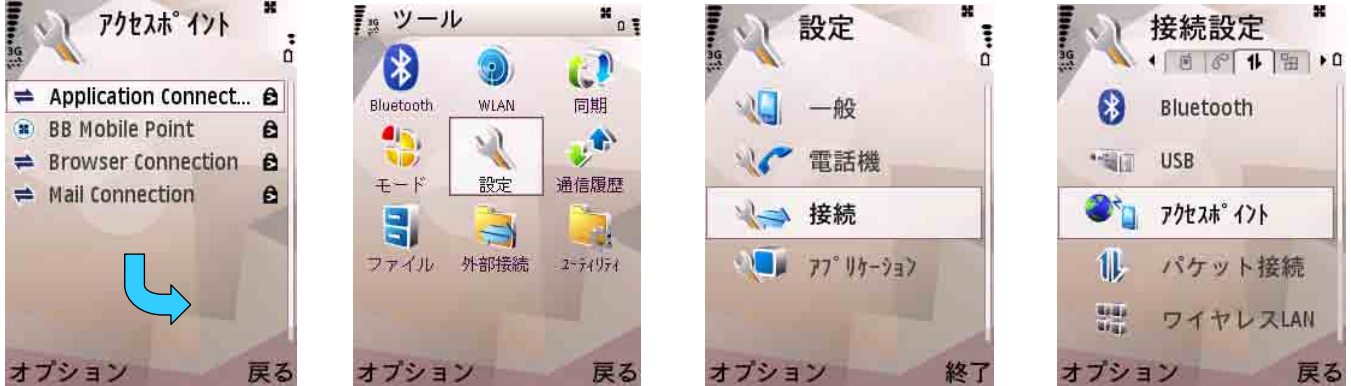 3G
ｱｸｾｽﾎﾟｲﾝﾄ
Application Connect...
BB Mobile Point
Browser Connection
Mail Connection
オプション 戻る
3G
ツール
Bluetooth WLAN 同期
モード 設定 通信履歴
ファイル 外部接続 ﾕｰﾃｨﾘﾃｨ
オプション 戻る
3G
設定
一般
電話機
接続
ｱﾌﾟﾘｹｰｼｮﾝ
オプション 終了
3G
接続設定
Bluetooth
USB
ｱｸｾｽﾎﾟｲﾝﾄ
パケット接続
ワイヤレスLAN
オプション 戻る